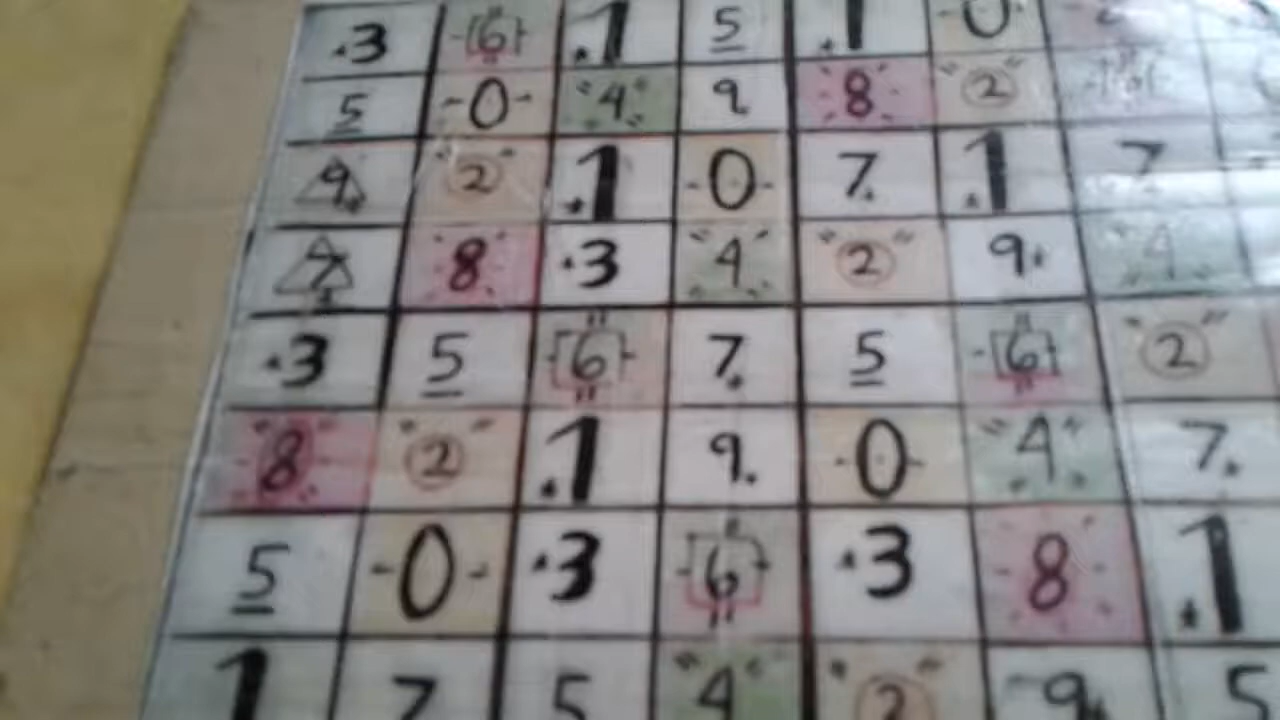 3 6 1 5 1 0
5 0 4 9 8 2
9 2 1 0 7 1 7
7 8 3 4 2 9 4
3 5 6 7 5 6 2
8 2 1 9 0 4 7
5 0 3 6 3 8 1
1 7 5 4 2 9 5